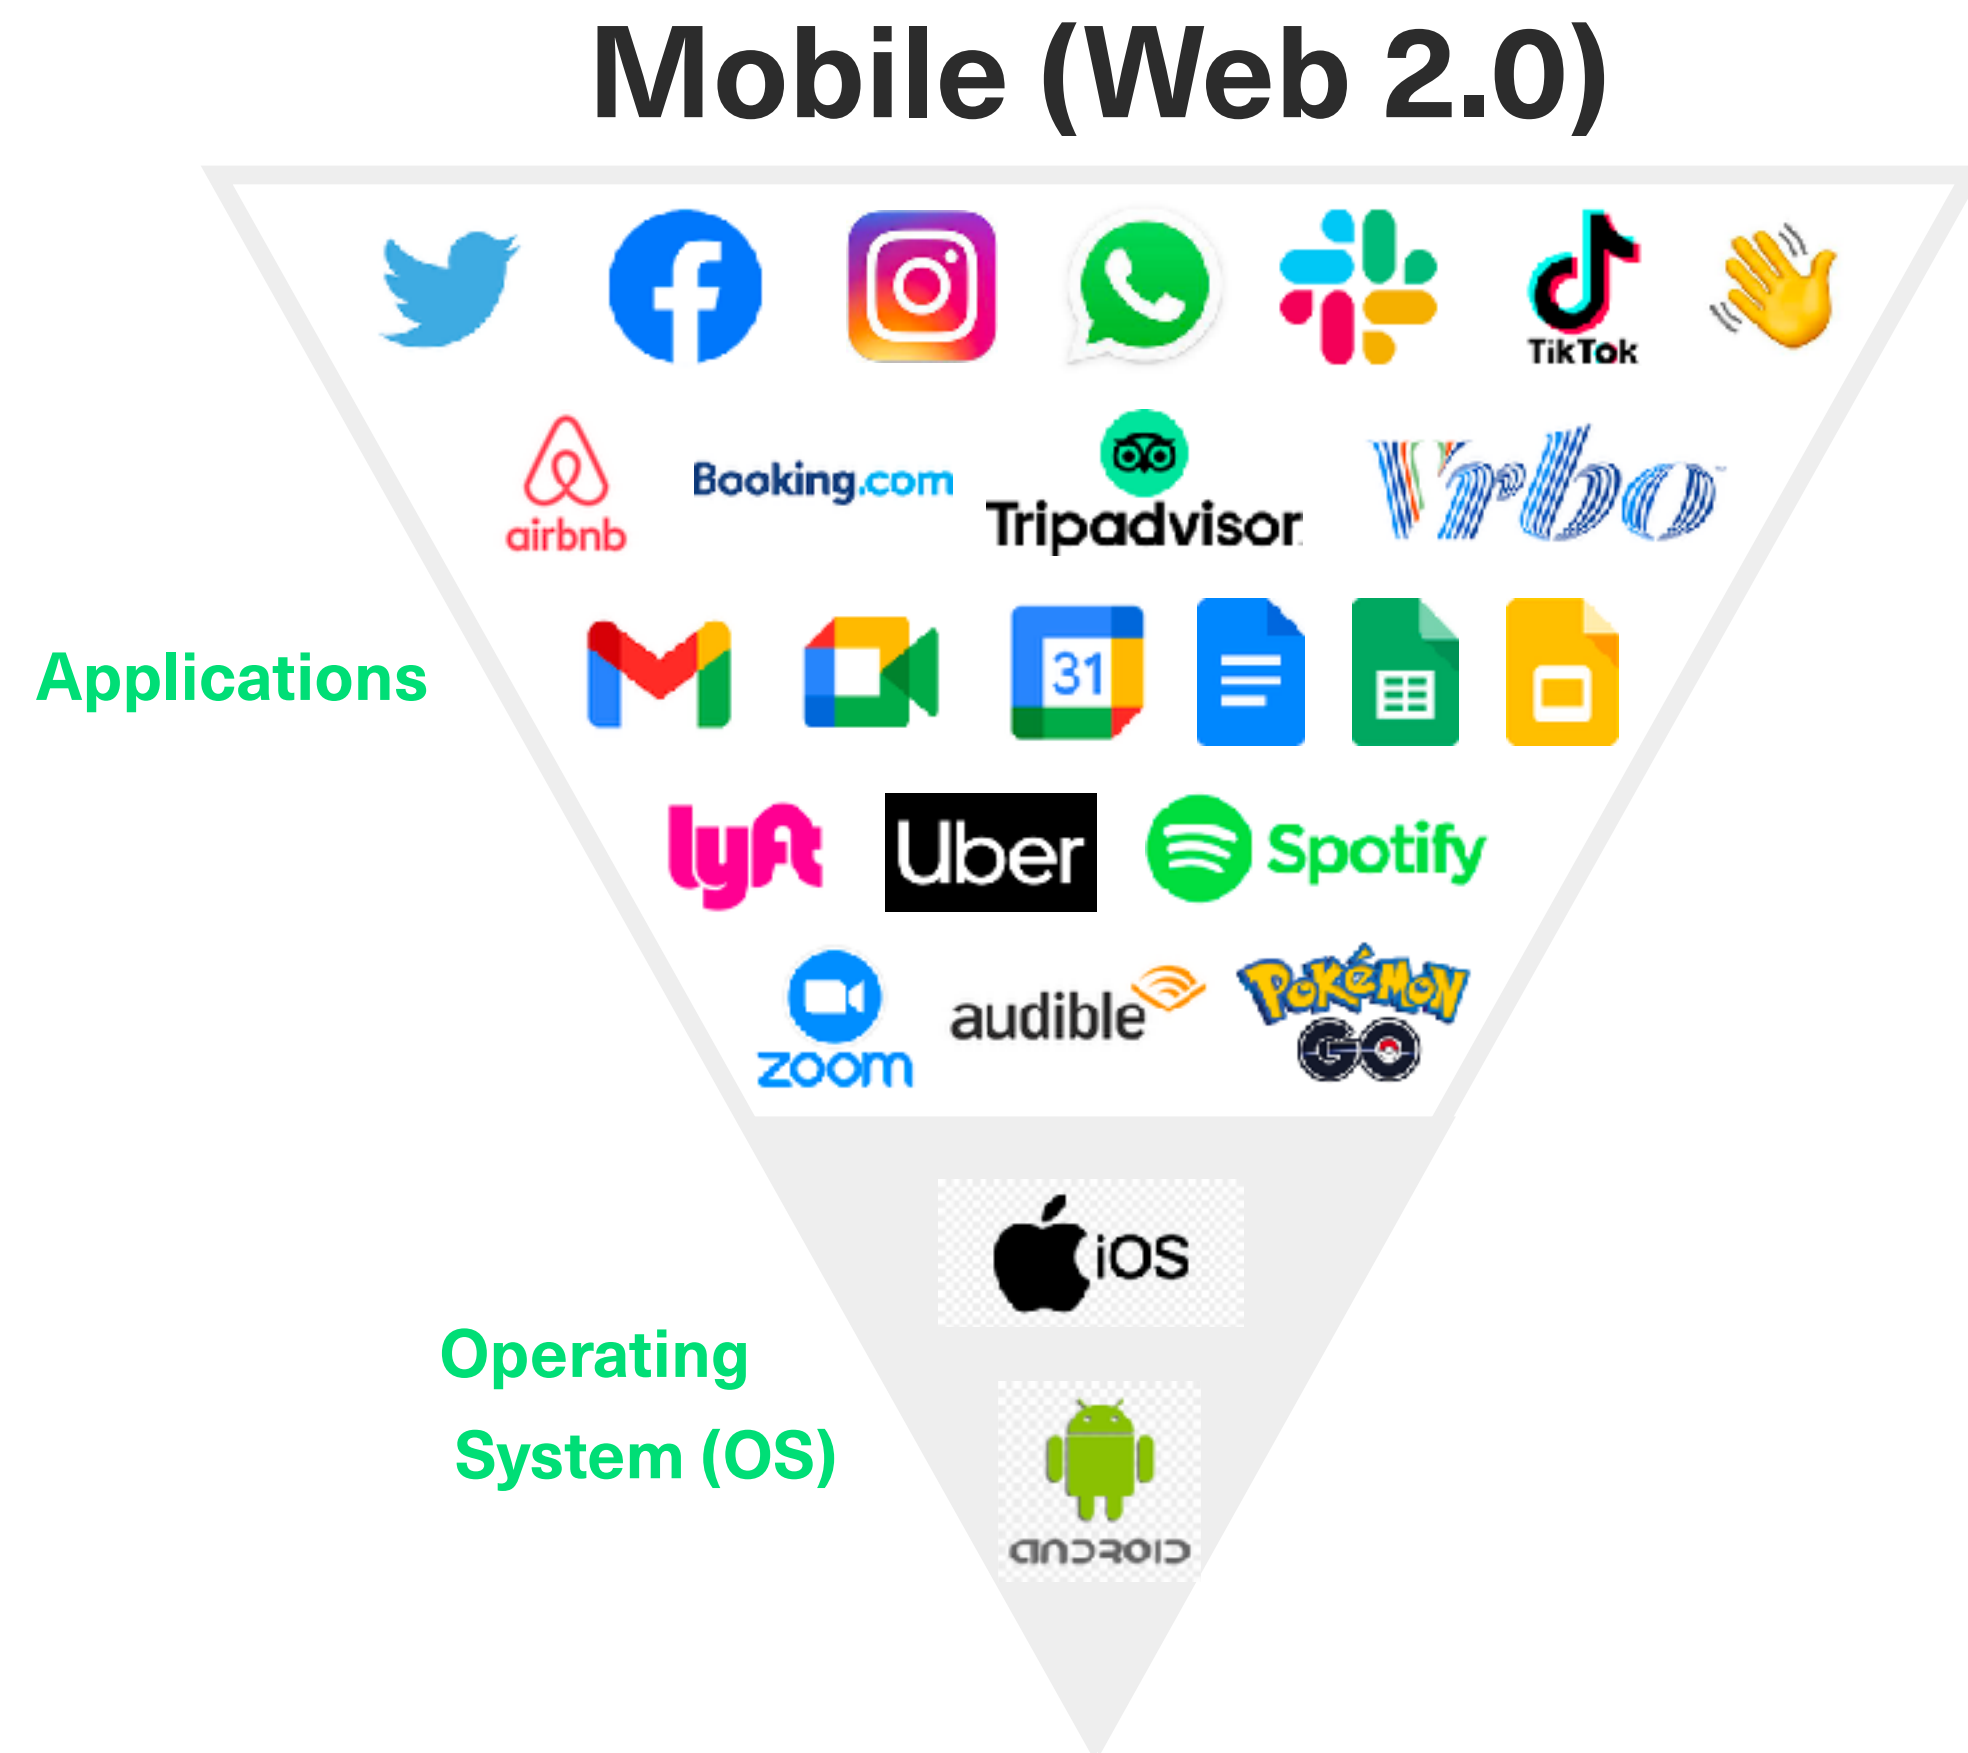 Mobile (Web 2.0)
TikTok
airbnb
Booking.com
Tripadvisor
Vrbo
Applications
31
lyft
Uber
Spotify
zoom
audible
POKéMON
GO
iOS
Operating
System (OS)
ANDROID